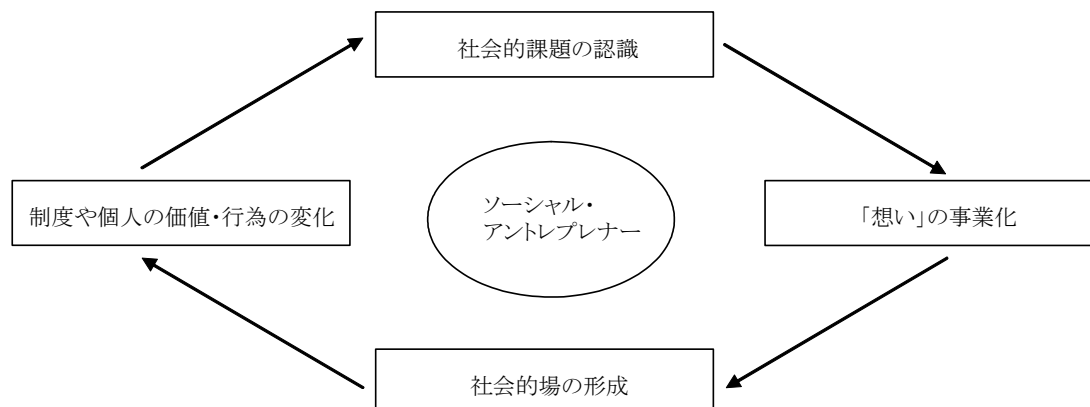 社会的課題の認識
制度や個人の価値・行為の変化
ソーシャル・
アントレプレナー
「想い」の事業化
社会的場の形成